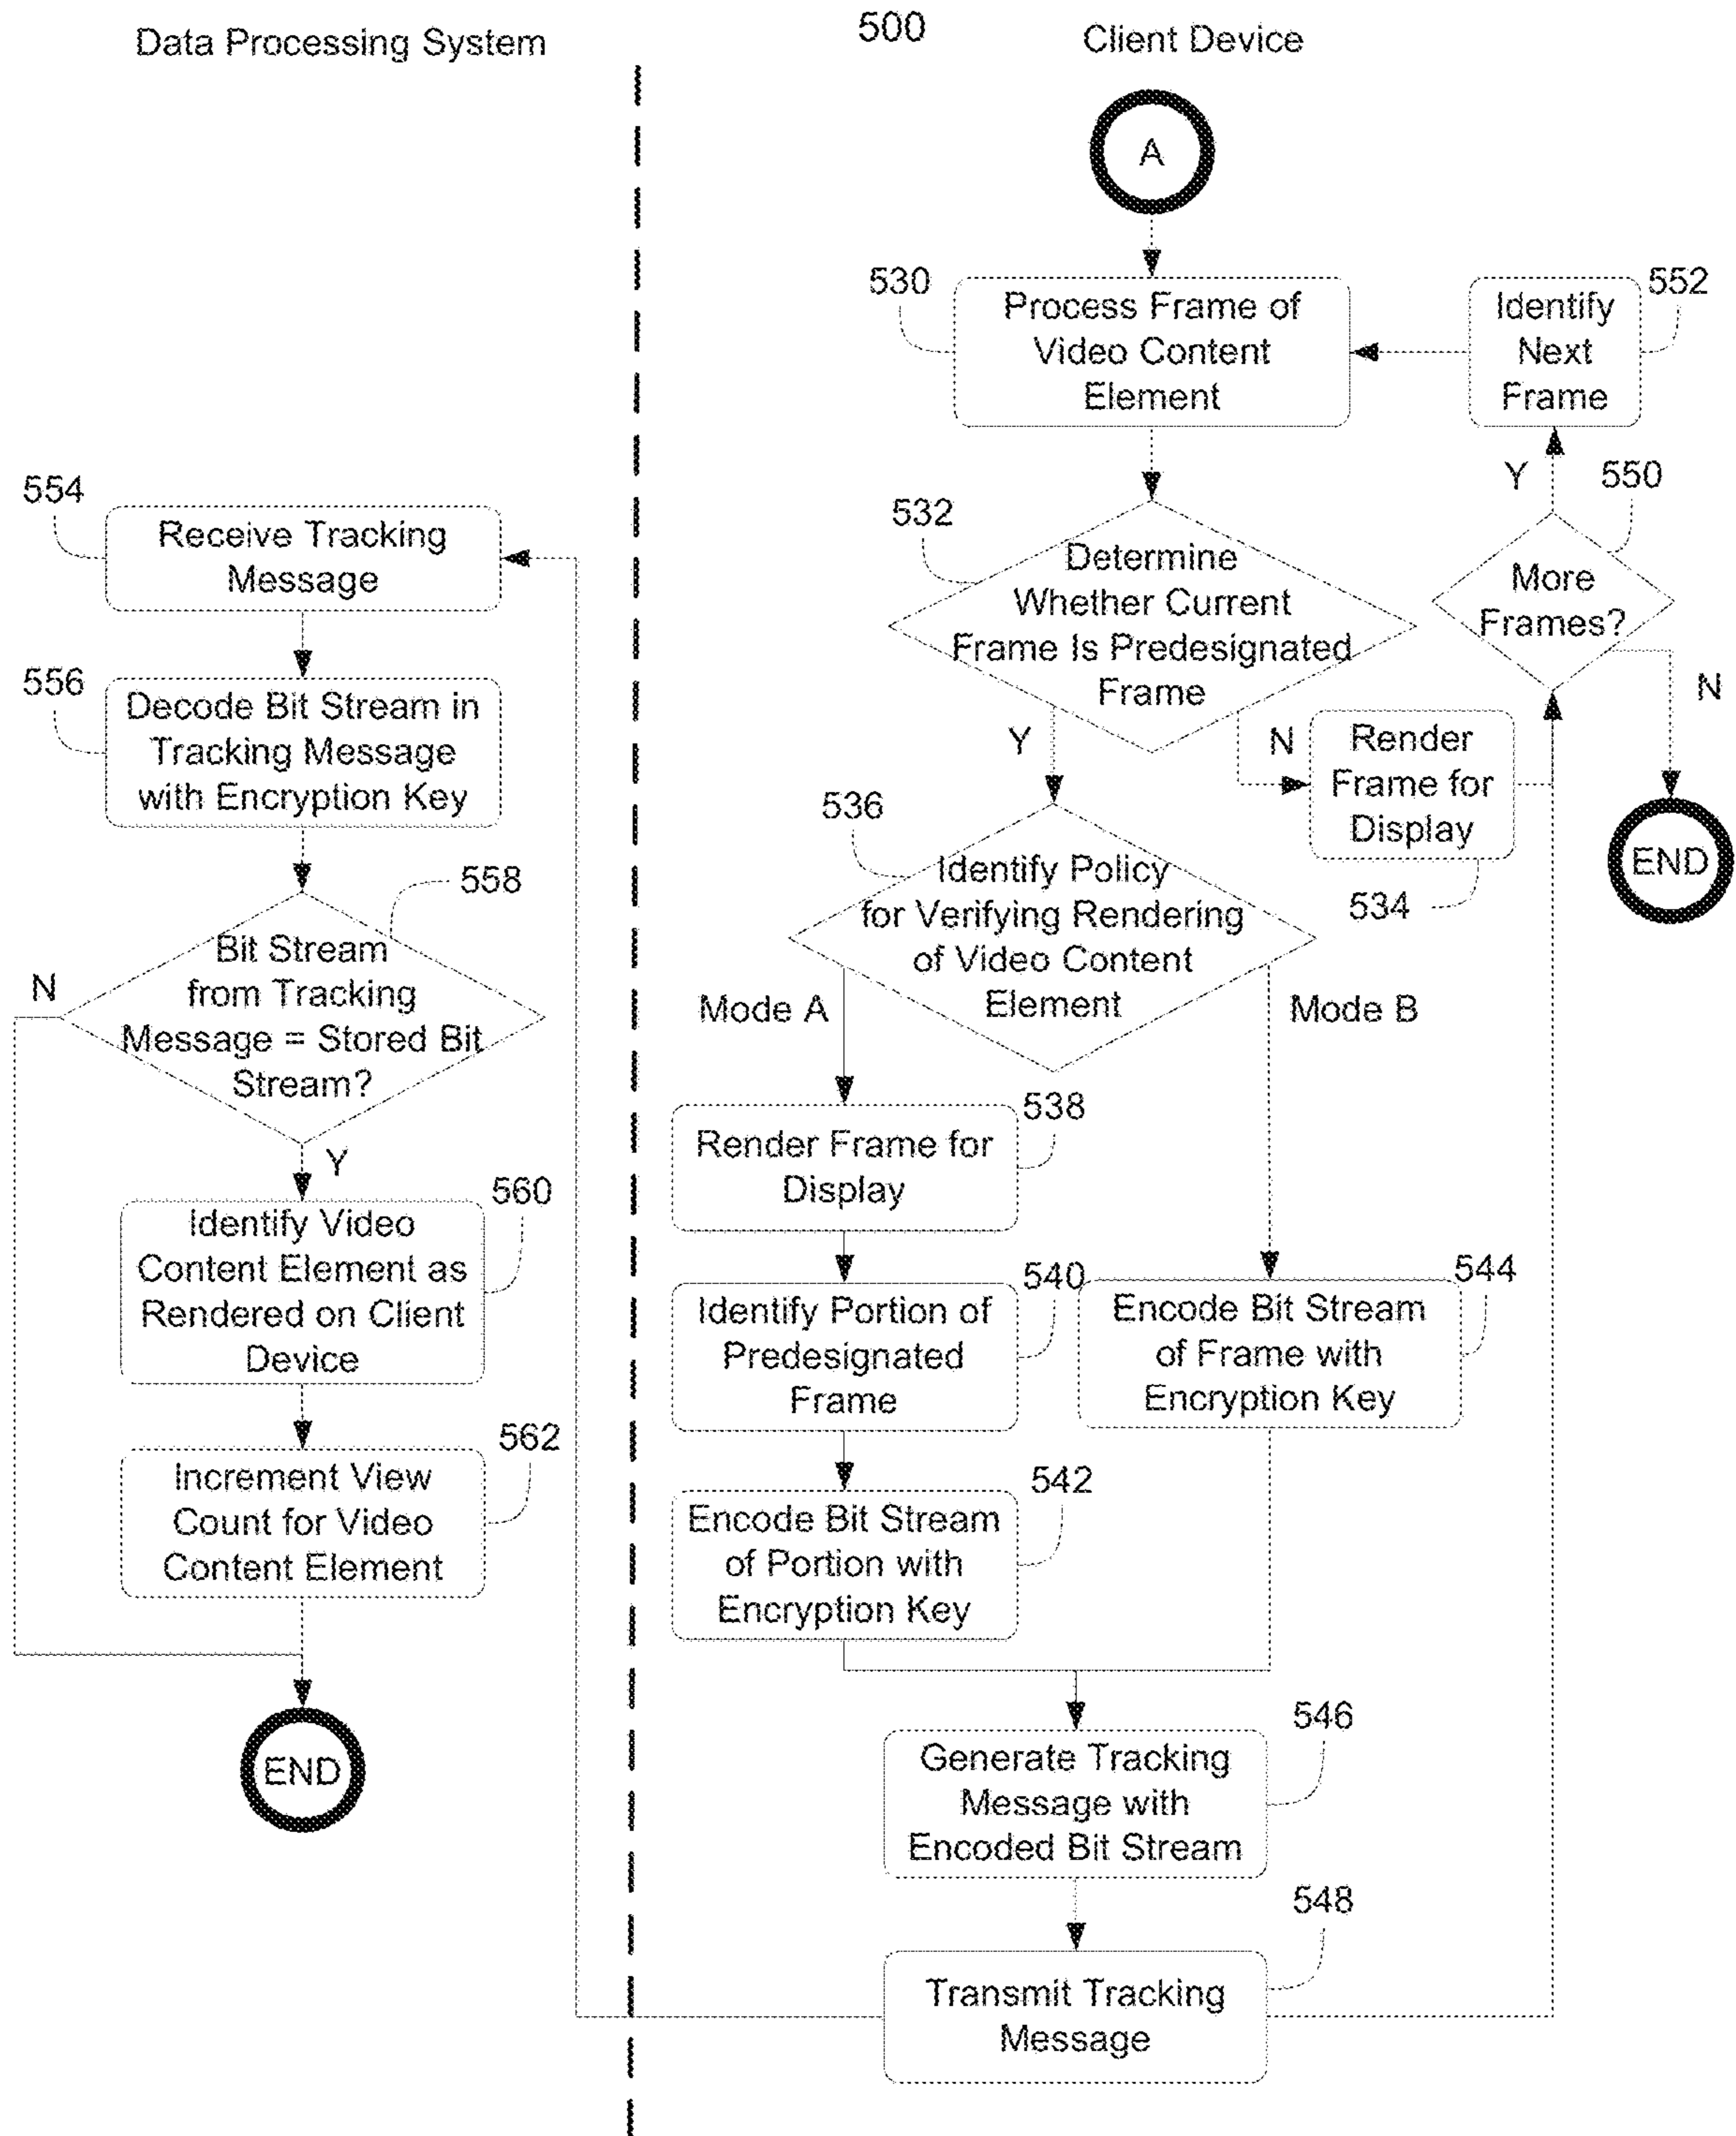 Data Processing System
500
Client Device
A
530
Process Frame of
Video Content
Element
552
Identify
Next
Frame
Y
550
More
Frames?
N
END
532
Determine
Whether Current
Frame Is Predesignated
Frame
Y
N
Render
Frame for
Display
534
536
Identify Policy
for Verifying Rendering
of Video Content
Element
Mode A
Mode B
538
Render Frame for
Display
540
Identify Portion of
Predesignated
Frame
542
Encode Bit Stream
of Portion with
Encryption Key
544
Encode Bit Stream
of Frame with
Encryption Key
546
Generate Tracking
Message with
Encoded Bit Stream
548
Transmit Tracking
Message
554
Receive Tracking
Message
556
Decode Bit Stream in
Tracking Message
with Encryption Key
558
Bit Stream
from Tracking
Message = Stored Bit
Stream?
N
Y
560
Identify Video
Content Element as
Rendered on Client
Device
562
Increment View
Count for Video
Content Element
END